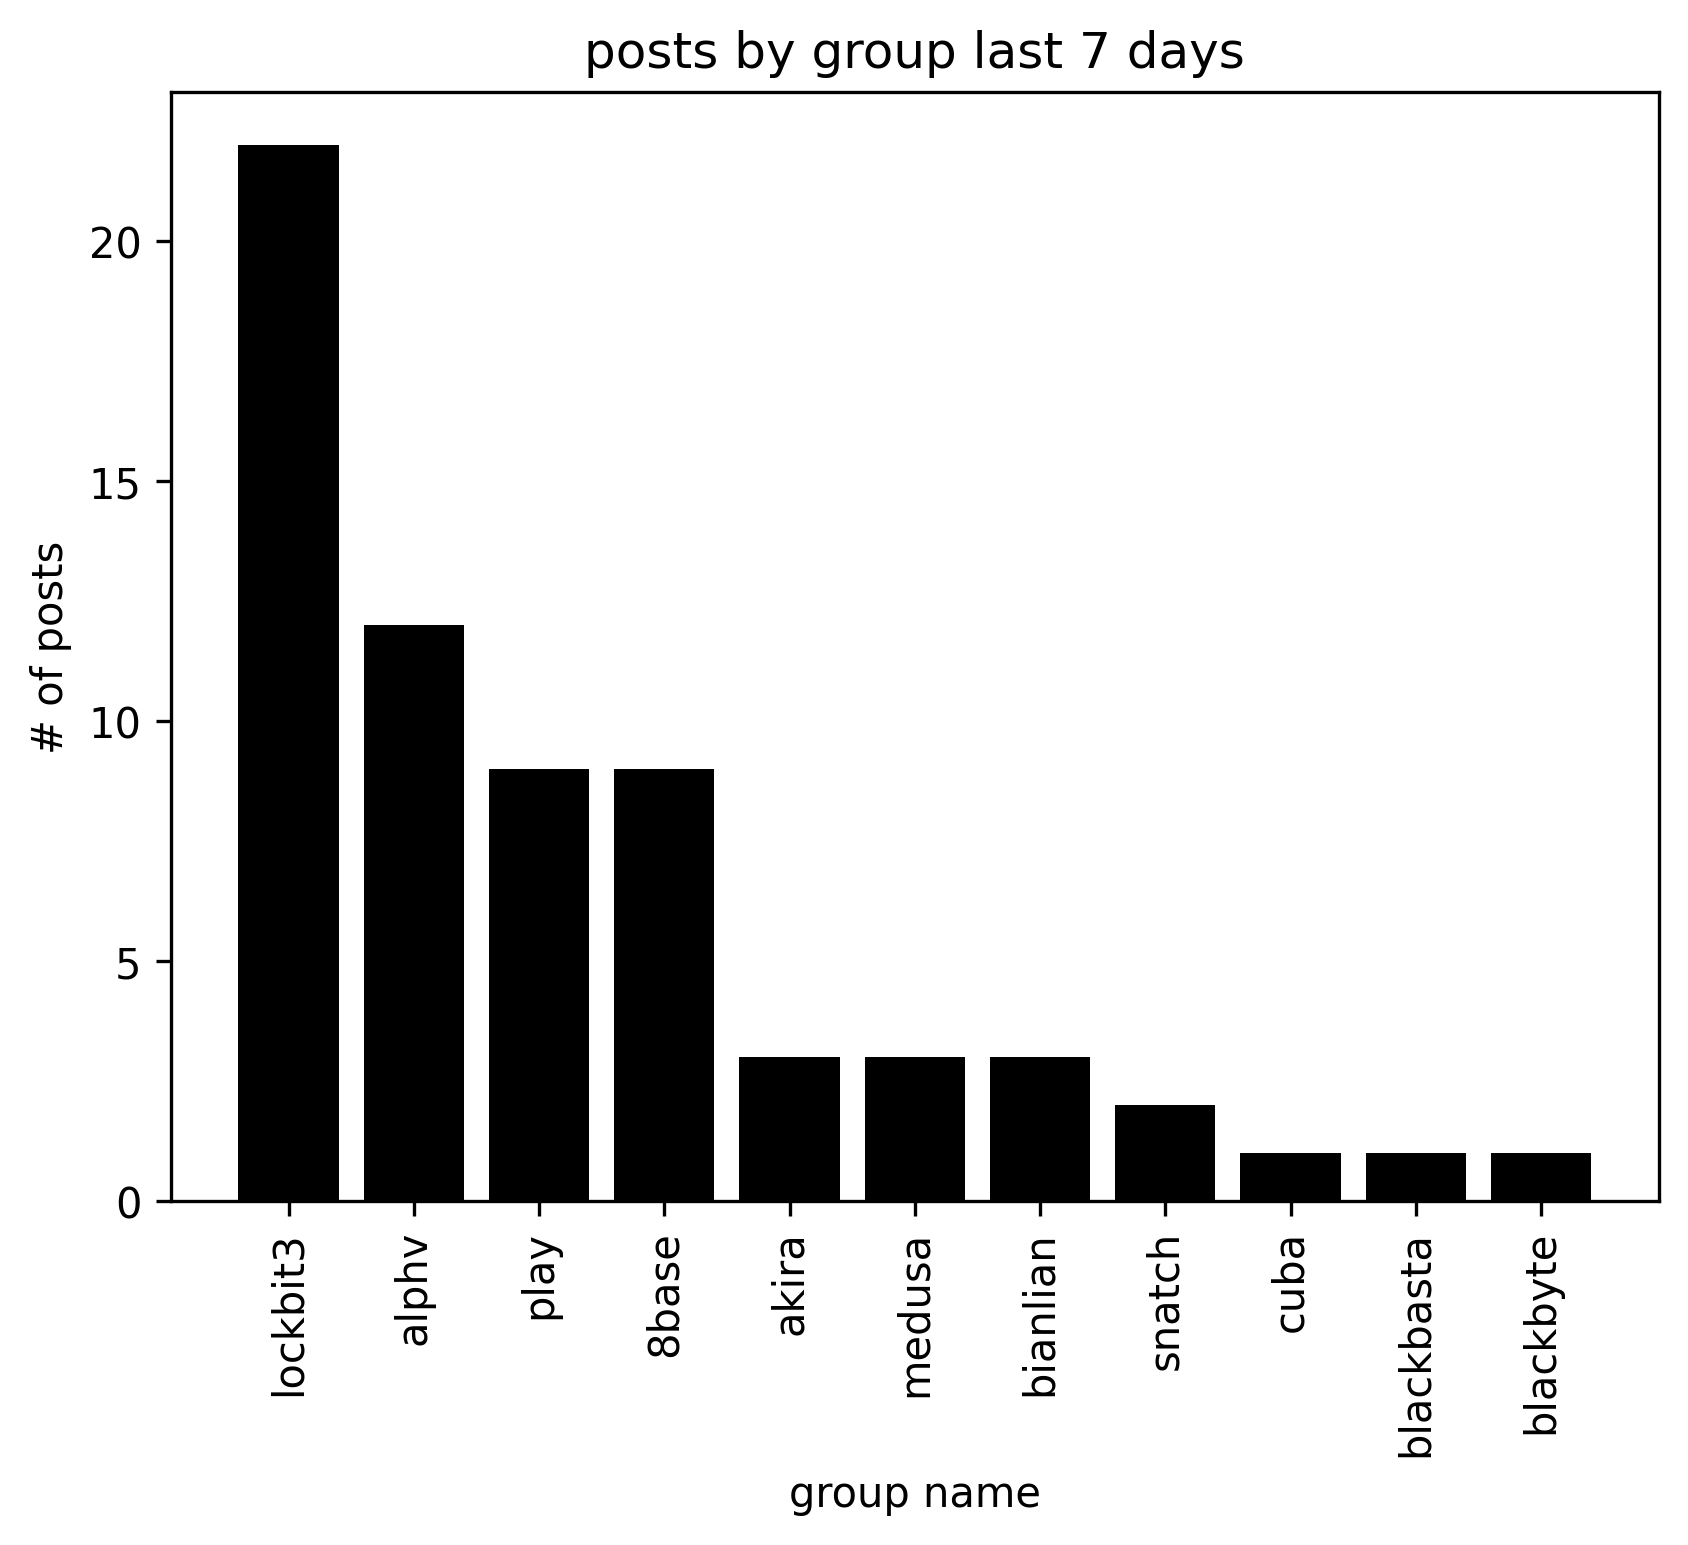 posts by group last 7 days
# of posts
20
15
10
5
0
lockbit3
alphv
play
8base
akira
medusa
bianlian
snatch
cuba
blackbasta
blackbyte
group name